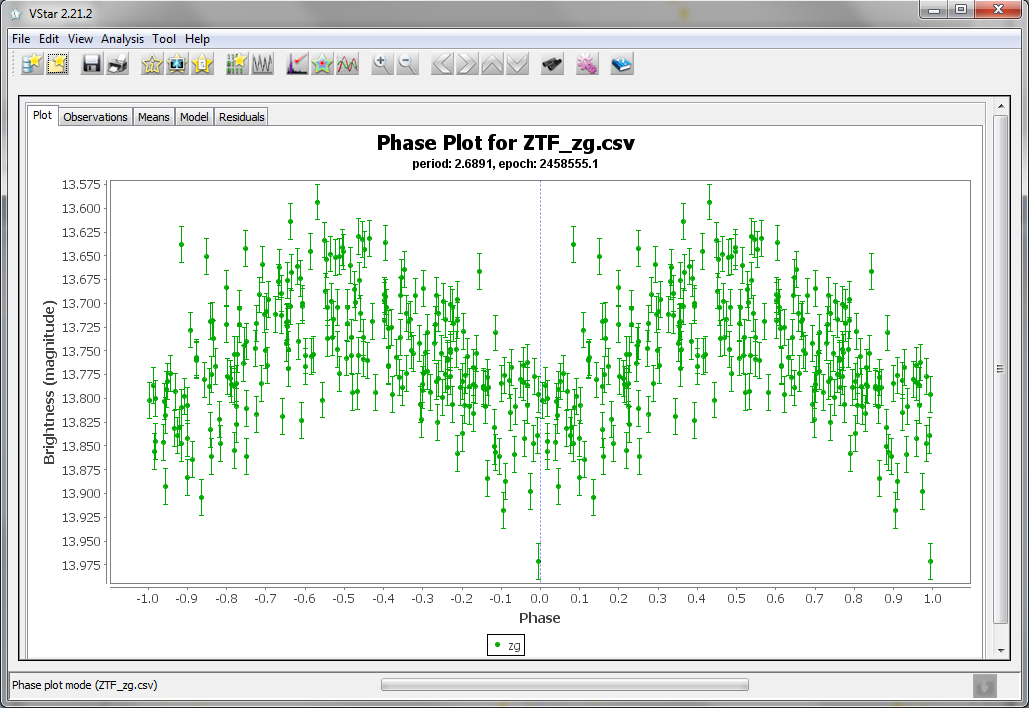 VStar 2.21.2
File Edit View Analysis Tool Help
Plot Observations Means Model Residuals
Phase Plot for ZTF_zg.csv
period: 2.6891, epoch: 2458555.1
Brightness (magnitude)
13.575
13.600
13.625
13.650
13.675
13.700
13.725
13.750
13.775
13.800
13.825
13.850
13.875
13.900
13.925
13.950
13.975
-1.0 -0.9 -0.8 -0.7 -0.6 -0.5 -0.4 -0.3 -0.2 -0.1 0.0 0.1 0.2 0.3 0.4 0.5 0.6 0.7 0.8 0.9 1.0
Phase
zg
Phase plot mode (ZTF_zg.csv)